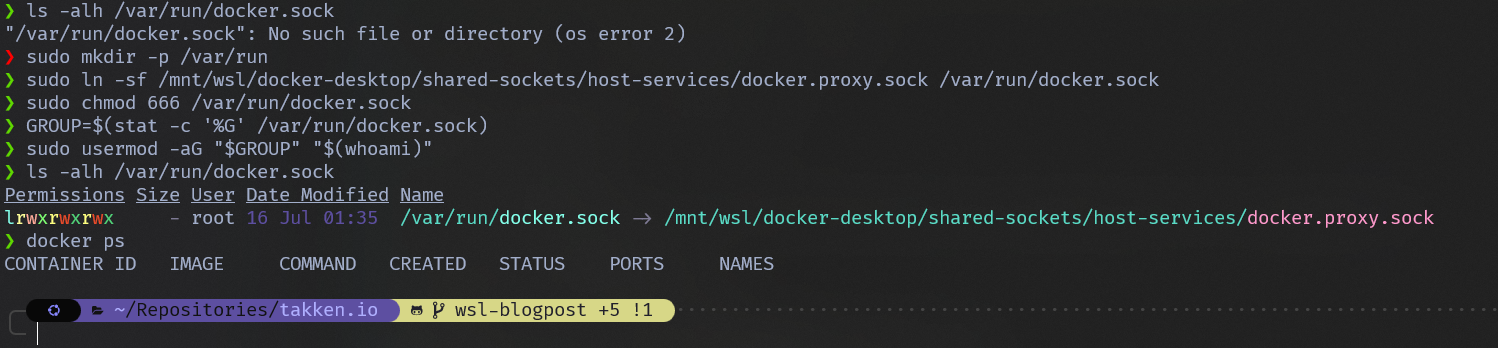 ❯ ls -alh /var/run/docker.sock
"/var/run/docker.sock": No such file or directory (os error 2)
❯ sudo mkdir -p /var/run
❯ sudo ln -sf /mnt/wsl/docker-desktop/shared-sockets/host-services/docker.proxy.sock /var/run/docker.sock
❯ sudo chmod 666 /var/run/docker.sock
❯ GROUP=$(stat -c '%G' /var/run/docker.sock)
❯ sudo usermod -aG "$GROUP" "$(whoami)"
❯ ls -alh /var/run/docker.sock
Permissions Size User Date Modified Name
lrwxrwxrwx - root 16 Jul 01:35 /var/run/docker.sock -> /mnt/wsl/docker-desktop/shared-sockets/host-services/docker.proxy.sock
❯ docker ps
CONTAINER ID IMAGE COMMAND CREATED STATUS PORTS NAMES
~/Repositories/takken.io wsl-blogpost +5 !1